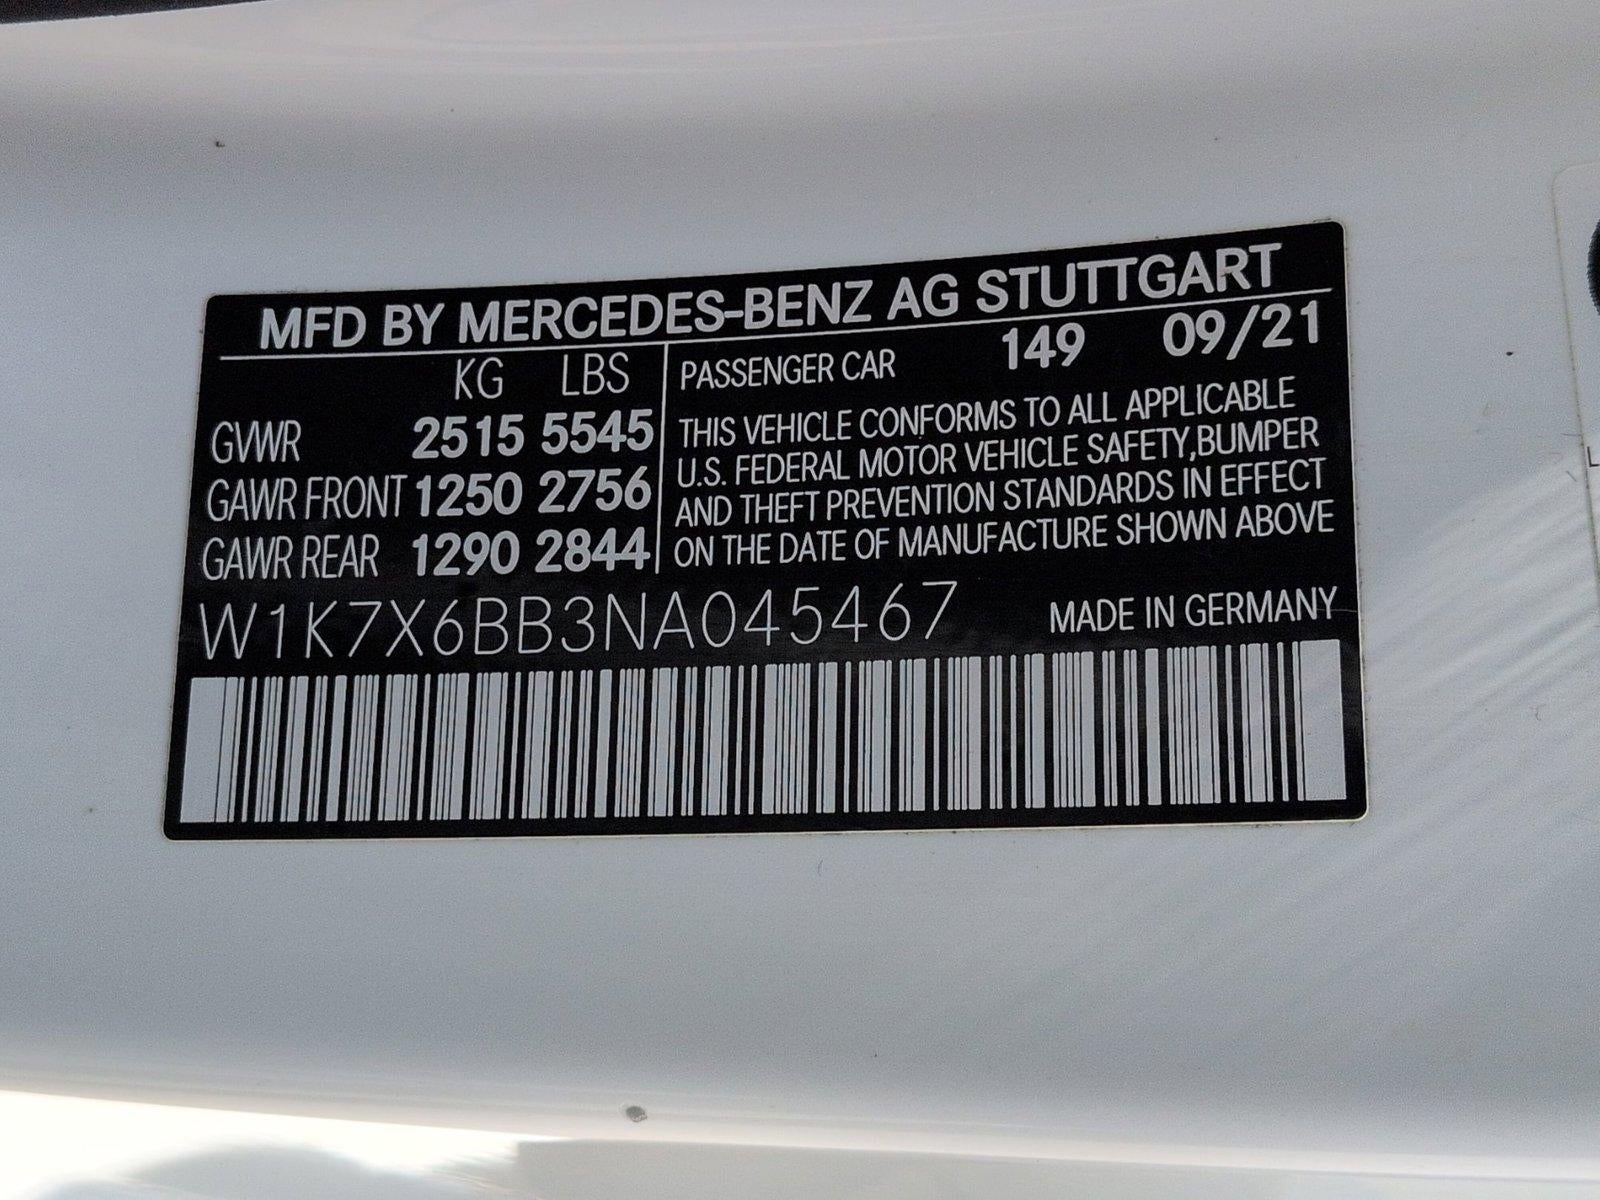 MFD BY MERCEDES-BENZ AG STUTTGART
KG LBS
GVWR 2515 5545
GAWR FRONT 1250 2756
GAWR REAR 1290 2844
PASSENGER CAR 149 09/21
THIS VEHICLE CONFORMS TO ALL APPLICABLE
U.S. FEDERAL MOTOR VEHICLE SAFETY,BUMPER
AND THEFT PREVENTION STANDARDS IN EFFECT
ON THE DATE OF MANUFACTURE SHOWN ABOVE
W1K7X6BB3NA045467 MADE IN GERMANY